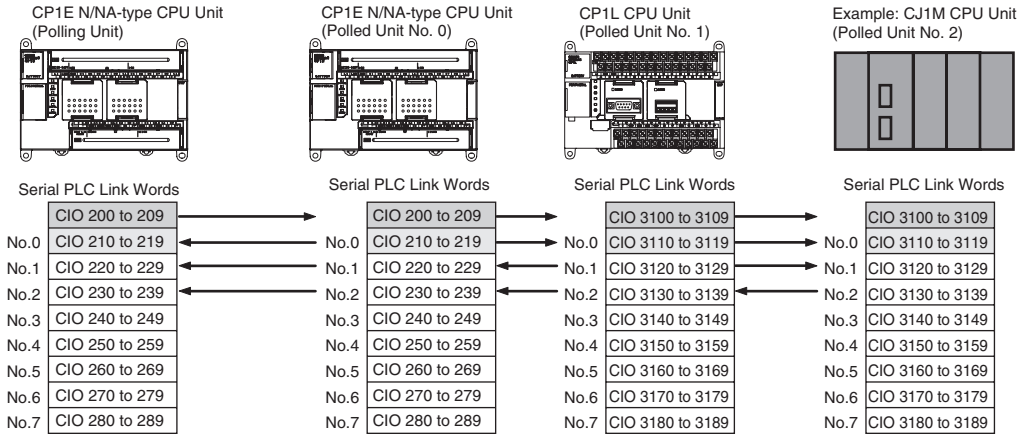 CP1E N/NA-type CPU Unit
(Polling Unit)
CP1E N/NA-type CPU Unit
(Polled Unit No. 0)
CP1L CPU Unit
(Polled Unit No. 1)
Example: CJ1M CPU Unit
(Polled Unit No. 2)
Serial PLC Link Words
CIO 200 to 209
No.0 CIO 210 to 219
No.1 CIO 220 to 229
No.2 CIO 230 to 239
No.3 CIO 240 to 249
No.4 CIO 250 to 259
No.5 CIO 260 to 269
No.6 CIO 270 to 279
No.7 CIO 280 to 289
Serial PLC Link Words
CIO 200 to 209
No.0 CIO 210 to 219
No.1 CIO 220 to 229
No.2 CIO 230 to 239
No.3 CIO 240 to 249
No.4 CIO 250 to 259
No.5 CIO 260 to 269
No.6 CIO 270 to 279
No.7 CIO 280 to 289
Serial PLC Link Words
CIO 3100 to 3109
No.0 CIO 3110 to 3119
No.1 CIO 3120 to 3129
No.2 CIO 3130 to 3139
No.3 CIO 3140 to 3149
No.4 CIO 3150 to 3159
No.5 CIO 3160 to 3169
No.6 CIO 3170 to 3179
No.7 CIO 3180 to 3189
Serial PLC Link Words
CIO 3100 to 3109
No.0 CIO 3110 to 3119
No.1 CIO 3120 to 3129
No.2 CIO 3130 to 3139
No.3 CIO 3140 to 3149
No.4 CIO 3150 to 3159
No.5 CIO 3160 to 3169
No.6 CIO 3170 to 3179
No.7 CIO 3180 to 3189